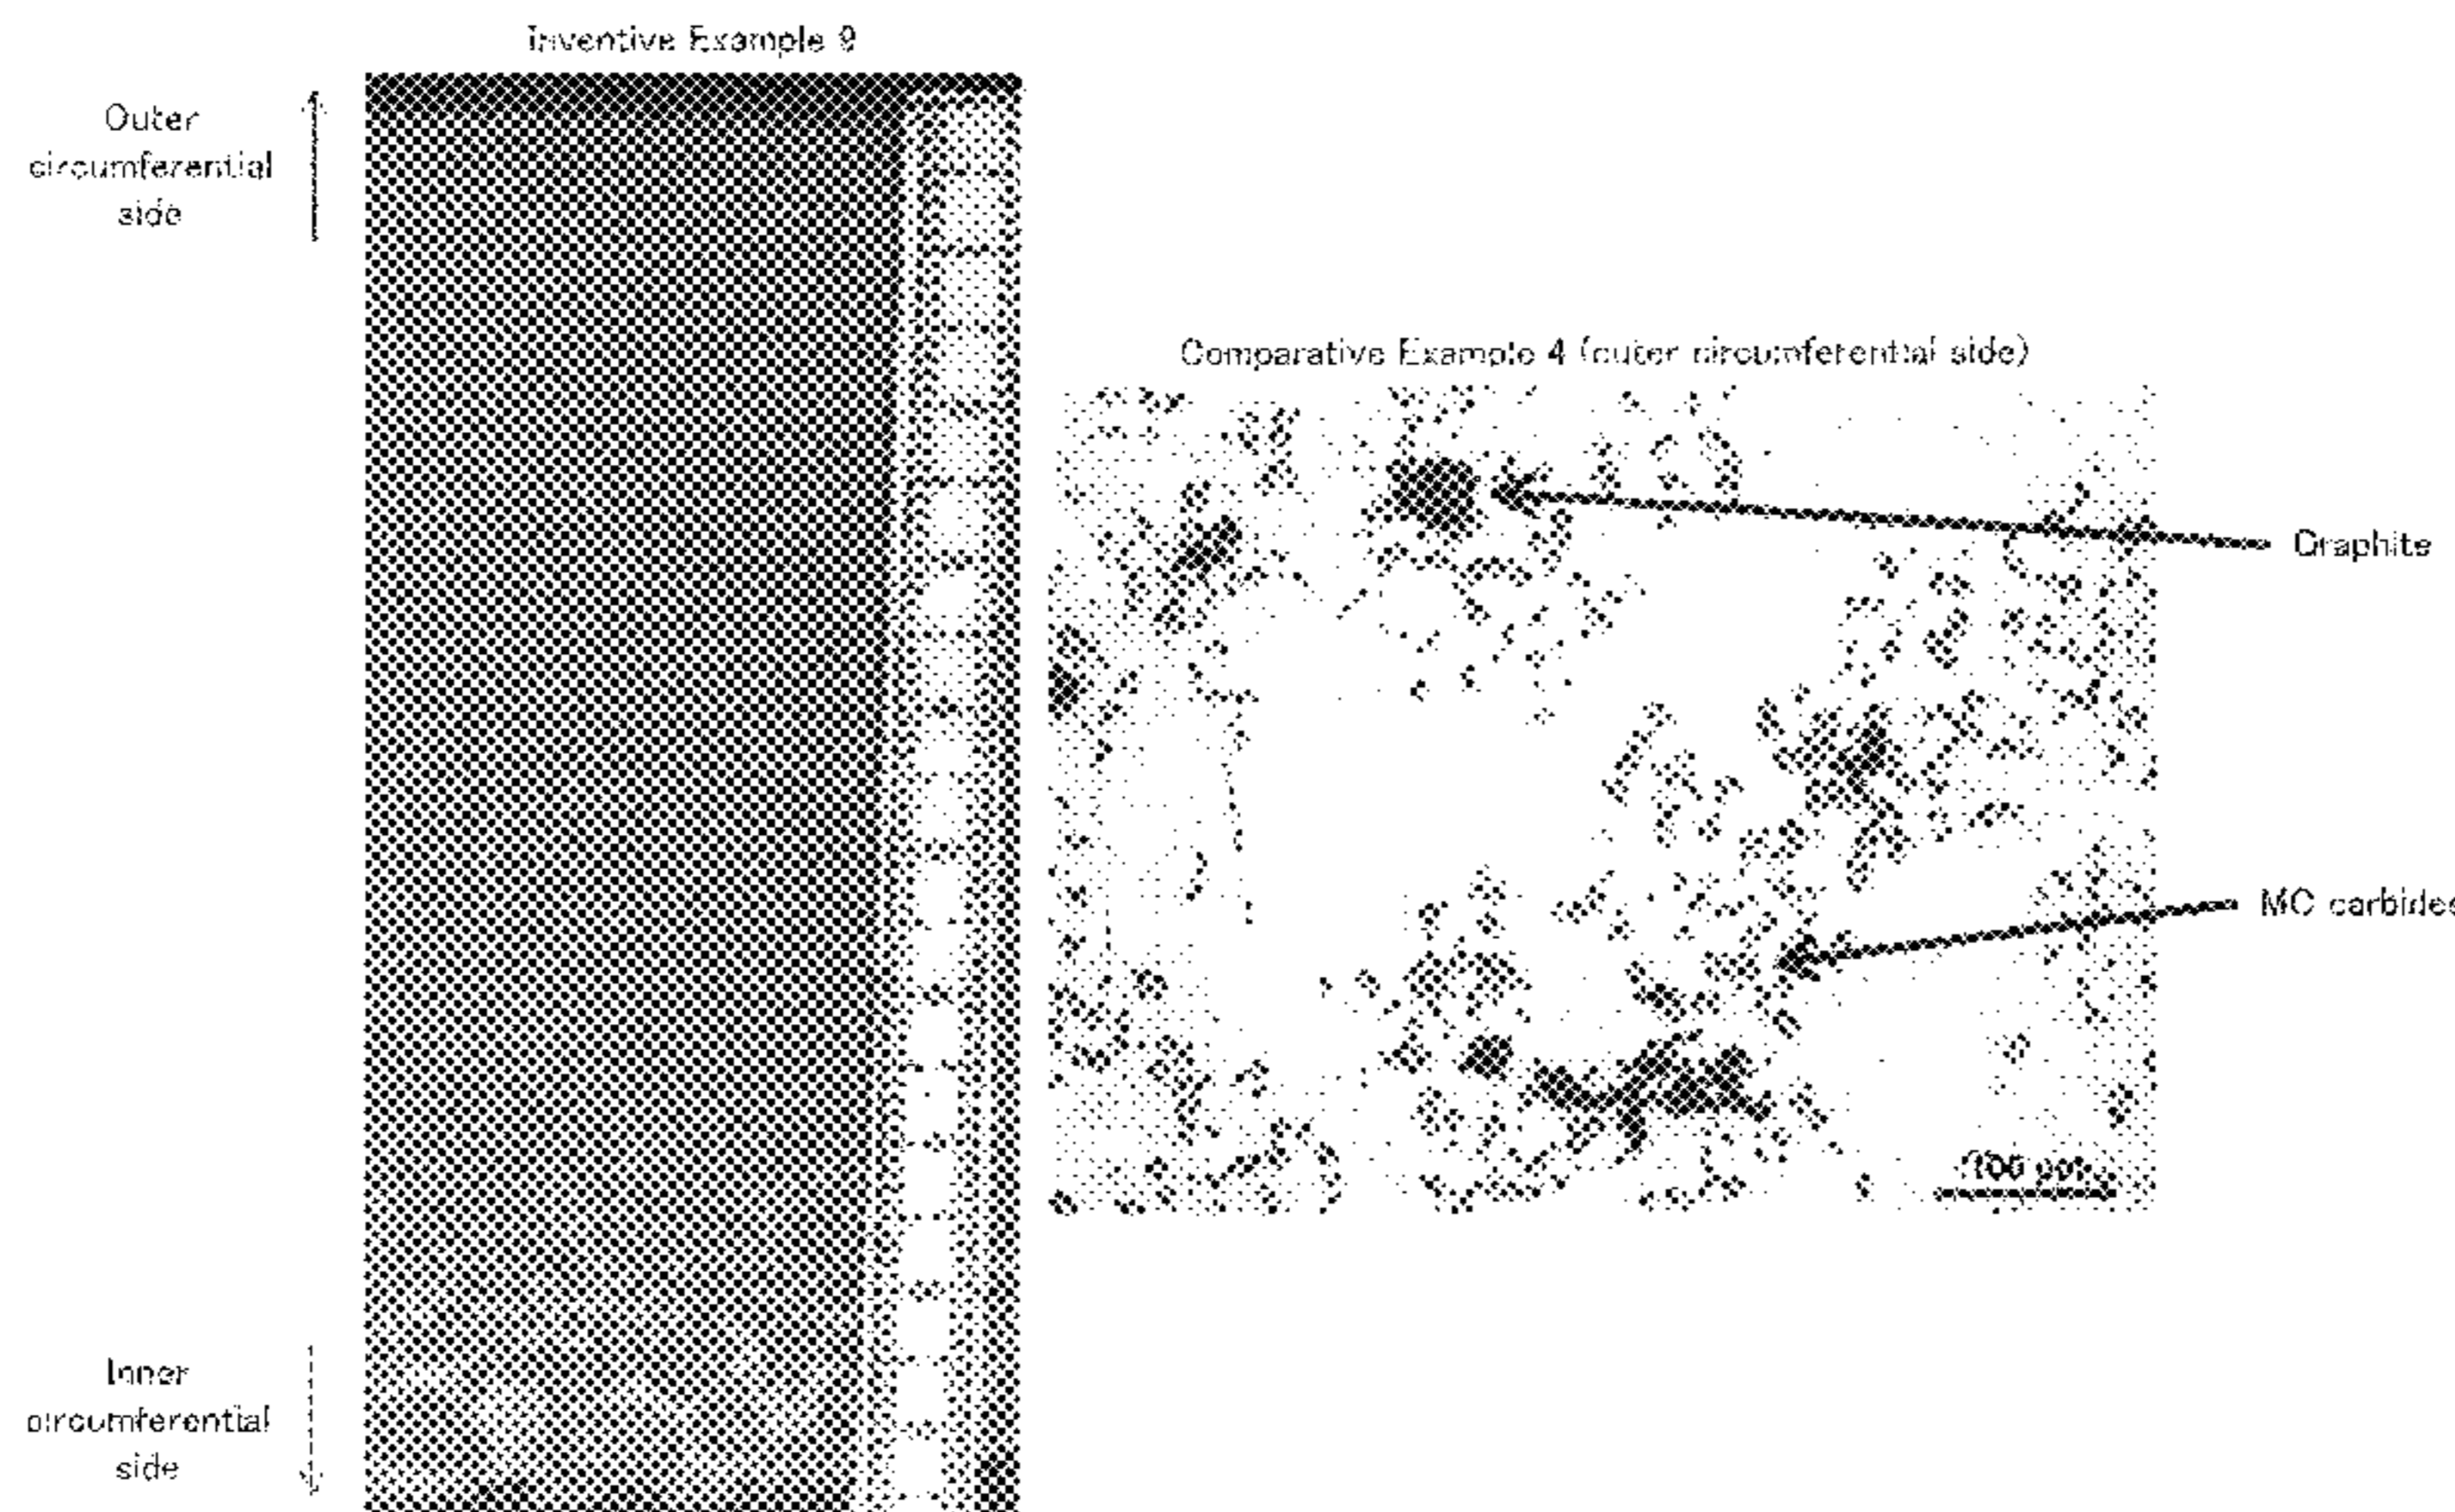 Inventive Example 9
Outer
circumferential
side
Comparative Example 4 (outer circumferential side)
Graphite
MC carbides
Inner
circumferential
side